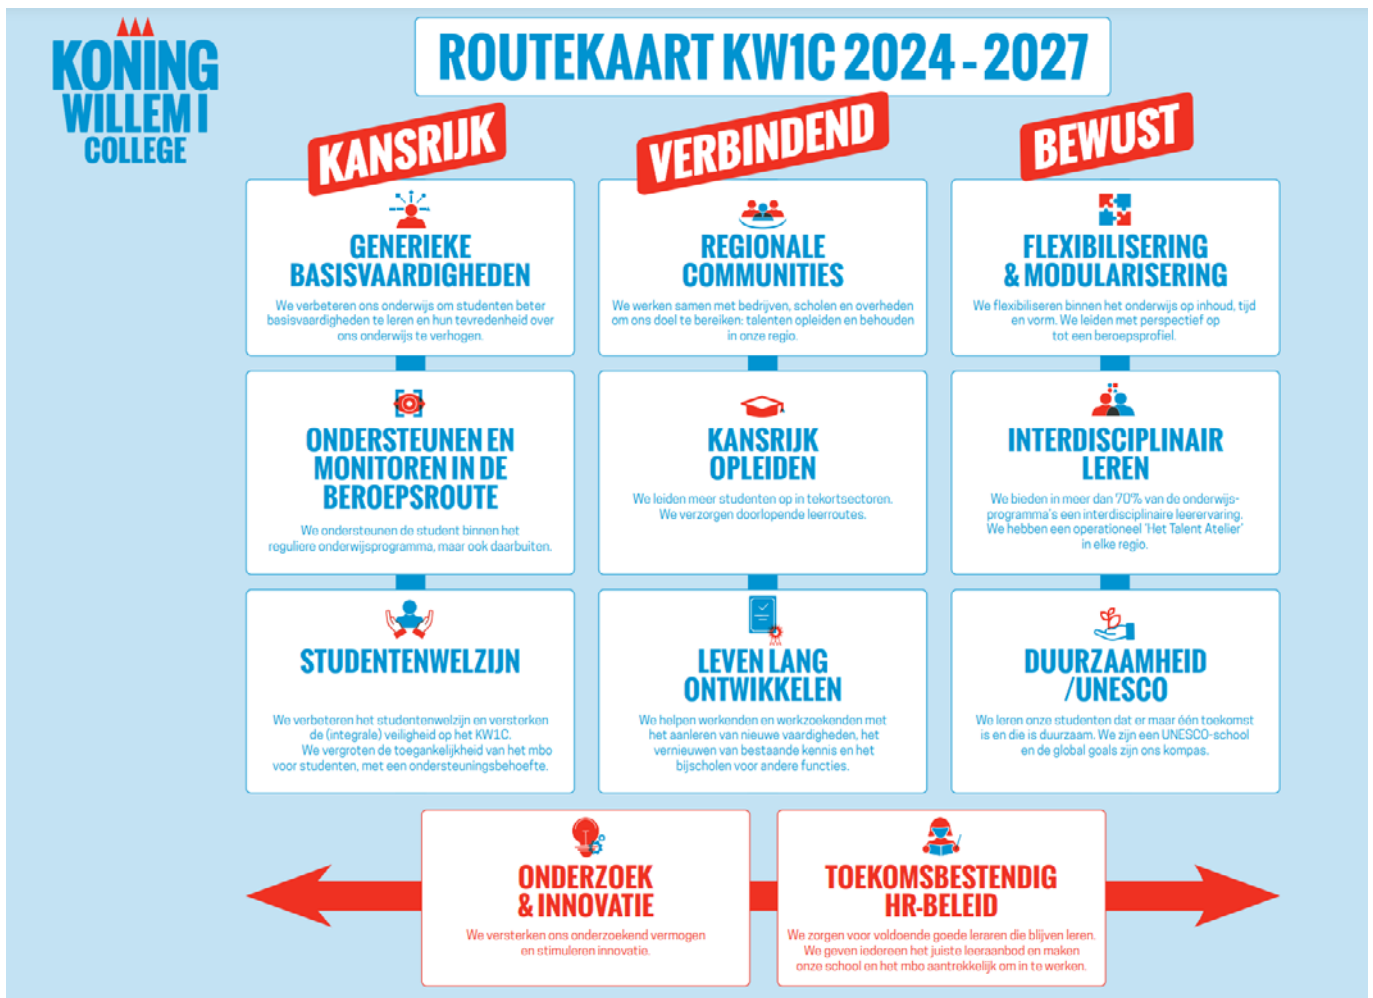 KONING
WILLEM I
COLLEGE
ROUTEKAART KW1C 2024 - 2027
KANSRIJK
GENERIEKE
BASISVAARDIGHEDEN
We verbeteren ons onderwijs om studenten beter
basisvaardigheden te leren en hun tevredenheid over
ons onderwijs te verhogen.
ONDERSTEUNEN EN
MONITOREN IN DE
BEROEPSROUTE
We ondersteunen de student binnen het
reguliere onderwijsprogramma, maar ook daarbuiten.
STUDENTENWELZIJN
We verbeteren het studentenwelzijn en versterken
de (integrale) veiligheid op het KW1C.
We vergroten de toegankelijkheid van het mbo
voor studenten, met een ondersteuningsbehoefte.
VERBINDEND
REGIONALE
COMMUNITIES
We werken samen met bedrijven, scholen en overheden
om ons doel te bereiken: talenten opleiden en behouden
in onze regio.
KANSRIJK
OPLEIDEN
We leiden meer studenten op in tekortsectoren.
We verzorgen doorlopende leerroutes.
LEVEN LANG
ONTWIKKELEN
We helpen werkenden en werkzoekenden met
het aanleren van nieuwe vaardigheden, het
vernieuwen van bestaande kennis en het
bijscholen voor andere functies.
BEWUST
FLEXIBILISERING
& MODULARISERING
We flexibiliseren binnen het onderwijs op inhoud, tijd
en vorm. We leiden met perspectief op
tot een beroepsprofiel.
INTERDISCIPLINAIR
LEREN
We bieden in meer dan 70% van de onderwijs-
programma's een interdisciplinaire leerervaring.
We hebben een operationeel 'Het Talent Atelier'
in elke regio.
DUURZAAMHEID
/UNESCO
We leren onze studenten dat er maar één toekomst
is en die is duurzaam. We zijn een UNESCO-school
en de global goals zijn ons kompas.
ONDERZOEK
& INNOVATIE
We versterken ons onderzoekend vermogen
en stimuleren innovatie.
TOEKOMSBESTENDIG
HR-BELEID
We zorgen voor voldoende goede leraren die blijven leren.
We geven iedereen het juiste leeraanbod en maken
onze school en het mbo aantrekkelijk om in te werken.